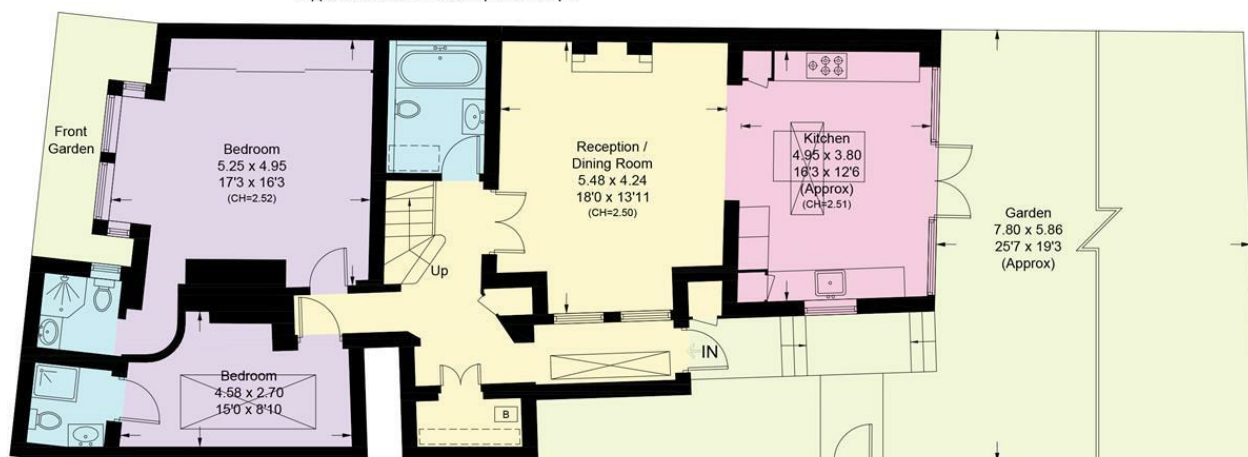 Front
Garden
Bedroom
5.25 x 4.95
17'3 x 16'3
(CH=2.52)
Reception /
Dining Room
5.48 x 4.24
18'0 x 13'11
(CH=2.50)
Kitchen
4.95 x 3.80
16'3 x 12'6
(Approx)
(CH=2.51)
Garden
7.80 x 5.86
25'7 x 19'3
(Approx)
Up
IN
Bedroom
4.58 x 2.70
15'0 x 8'10
B